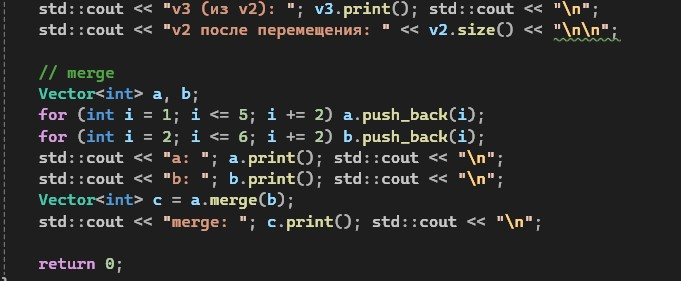 std::cout << "v3 (из v2): "; v3.print(); std::cout << "\n";
std::cout << "v2 после перемещения: " << v2.size() << "\n\n";
// merge
Vector<int> a, b;
for (int i = 1; i <= 5; i += 2) a.push_back(i);
for (int i = 2; i <= 6; i += 2) b.push_back(i);
std::cout << "a: "; a.print(); std::cout << "\n";
std::cout << "b: "; b.print(); std::cout << "\n";
Vector<int> c = a.merge(b);
std::cout << "merge: "; c.print(); std::cout << "\n";
return 0;